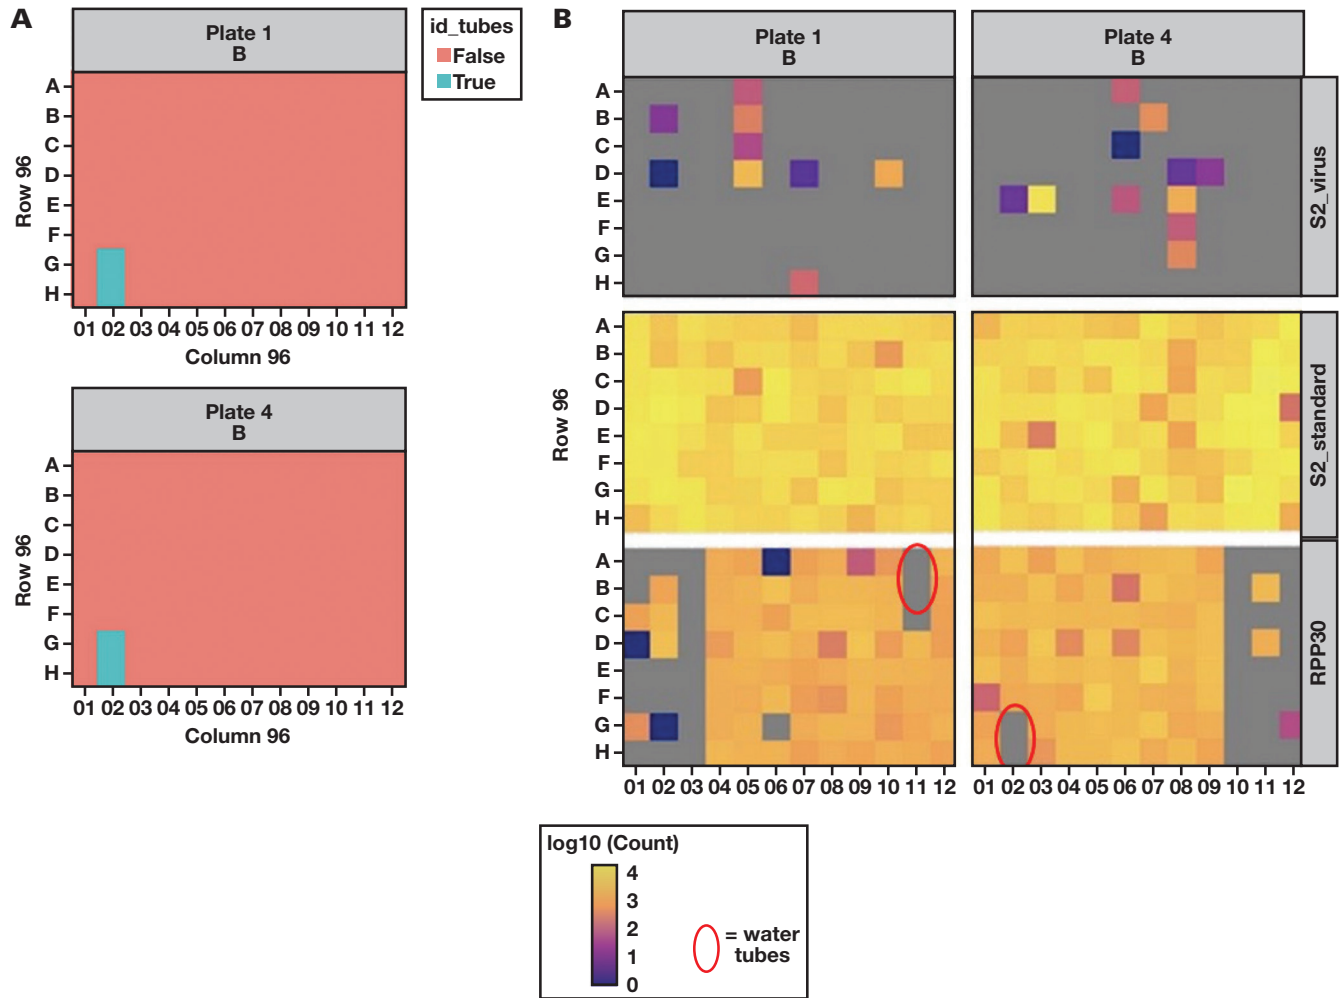 A
Plate 1
B
id_tubes
False
True
Row 96
A
B
C
D
E
F
G
H
01 02 03 04 05 06 07 08 09 10 11 12
Column 96
Plate 4
B
Row 96
A
B
C
D
E
F
G
H
01 02 03 04 05 06 07 08 09 10 11 12
Column 96
B
Plate 1
B
Plate 4
B
Row 96
A
B
C
D
E
F
G
H
S2_virus
A
B
C
D
E
F
G
H
S2_standard
A
B
C
D
E
F
G
H
RPP30
01 02 03 04 05 06 07 08 09 10 11 12
01 02 03 04 05 06 07 08 09 10 11 12
log10 (Count)
4
3
2
1
0
= water
tubes